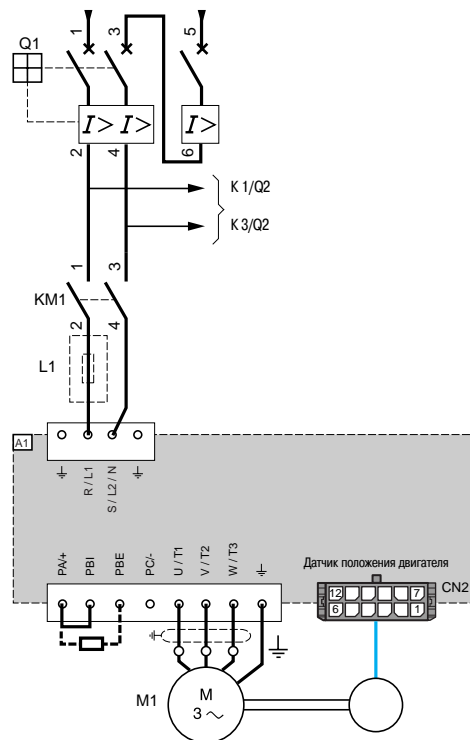 1 3 5
Q1
I> I> I>
2 4 6
К 1/Q2
К 3/Q2
1 3
KM1
2 4
L1
A1
R / L1
S / L2 / N
PA/+ PBI PBE PC/- U / T1 V / T2 W / T3
Датчик положения двигателя
CN2
12 7
6 1
M1
M
3 ~